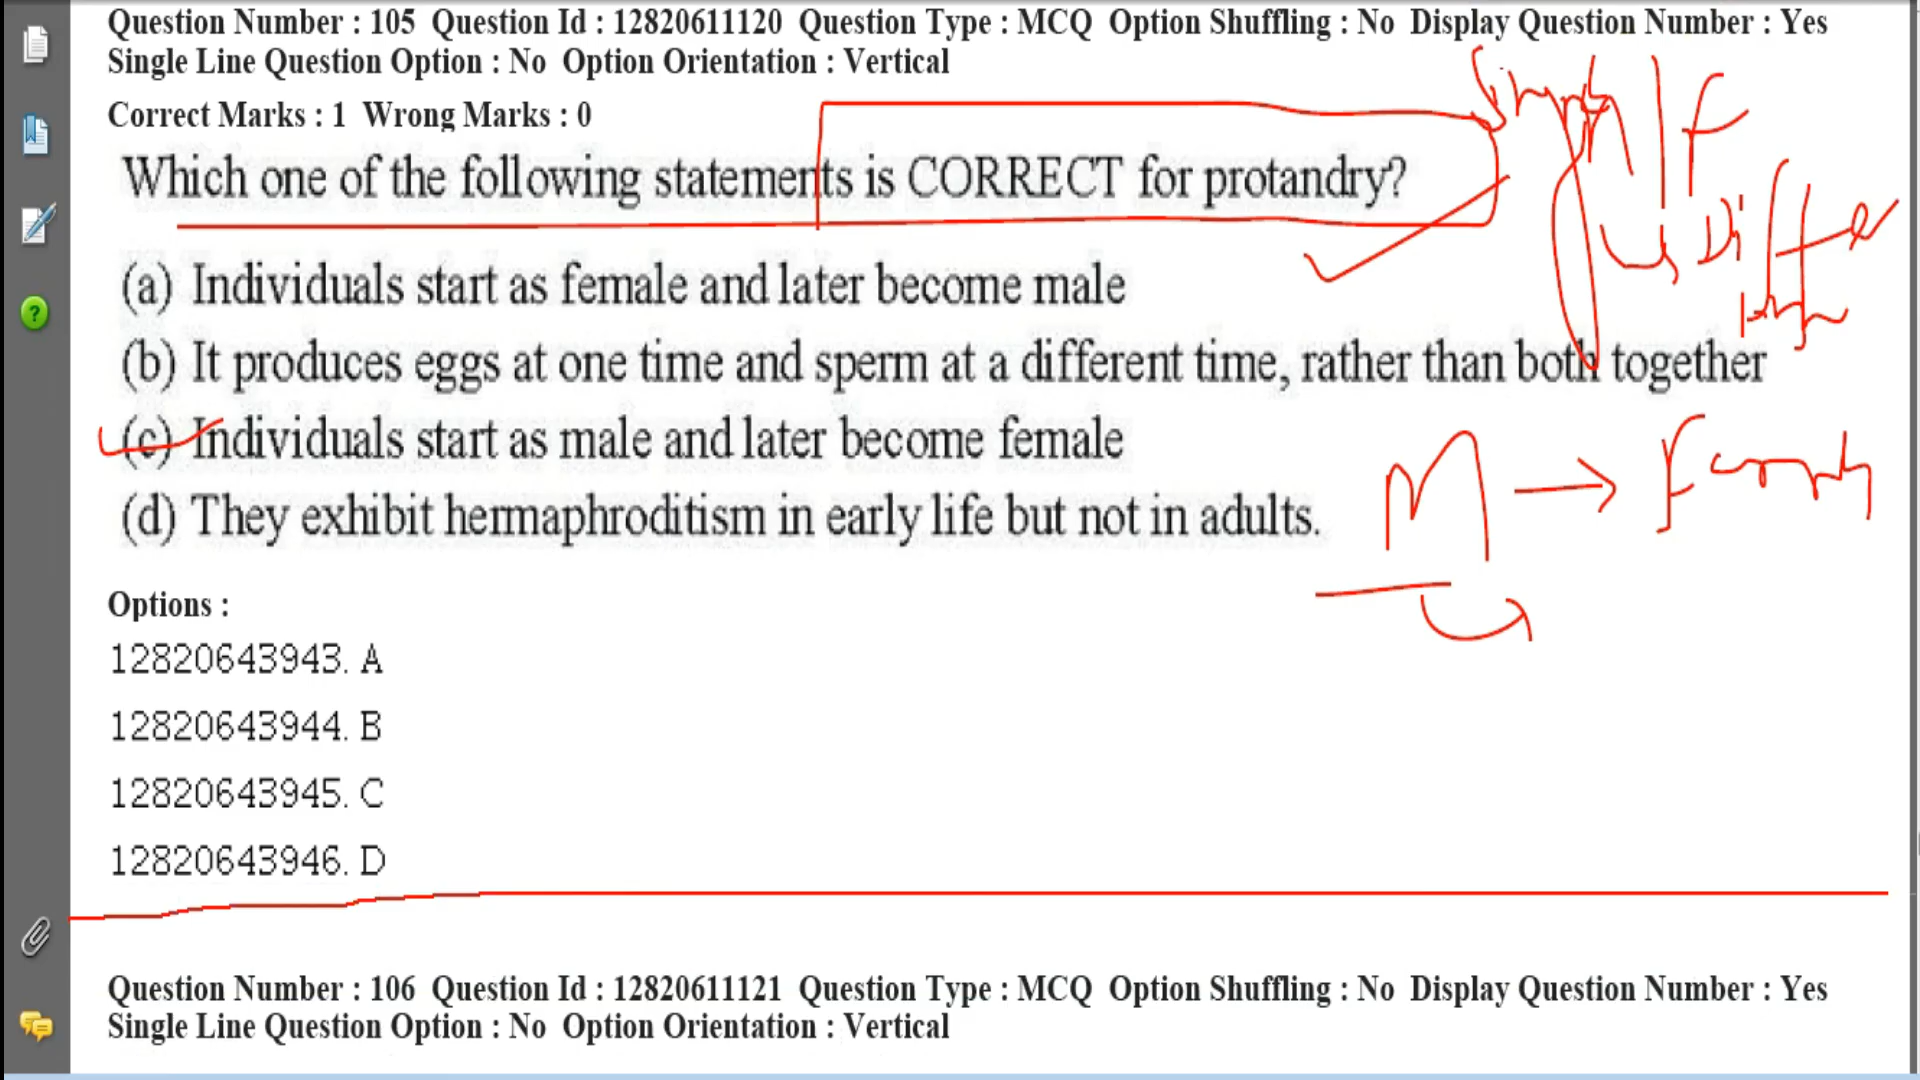 Question Number : 105 Question Id : 12820611120 Question Type : MCQ Option Shuffling : No Display Question Number : Yes
Single Line Question Option : No Option Orientation : Vertical
Correct Marks : 1 Wrong Marks : 0
Which one of the following statements is CORRECT for protandry?
(a) Individuals start as female and later become male
(b) It produces eggs at one time and sperm at a different time, rather than both together
(c) Individuals start as male and later become female
(d) They exhibit hermaphroditism in early life but not in adults.
M → 
F
Options :
12820643943. A
12820643944. B
12820643945. C
12820643946. D
Question Number : 106 Question Id : 12820611121 Question Type : MCQ Option Shuffling : No Display Question Number : Yes
Single Line Question Option : No Option Orientation : Vertical